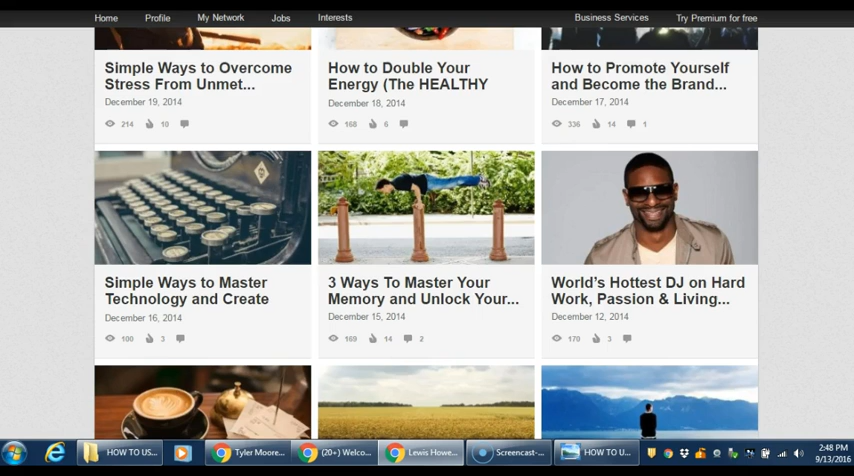 Home Profile My Network Jobs Interests Business Services Try Premium for free
Simple Ways to Overcome
Stress From Unmet...
December 19, 2014
214 10
How to Double Your
Energy (The HEALTHY
December 18, 2014
168 6
How to Promote Yourself
and Become the Brand...
December 17, 2014
336 14 1
Simple Ways to Master
Technology and Create
December 16, 2014
100 3
3 Ways To Master Your
Memory and Unlock Your...
December 15, 2014
169 14 2
World's Hottest DJ on Hard
Work, Passion & Living...
December 12, 2014
170 3
HOW TO US... Tyler Moore... (20+) Welco... Lewis Howe... Screencast-... HOW TO U... 2:48 PM
9/13/2016